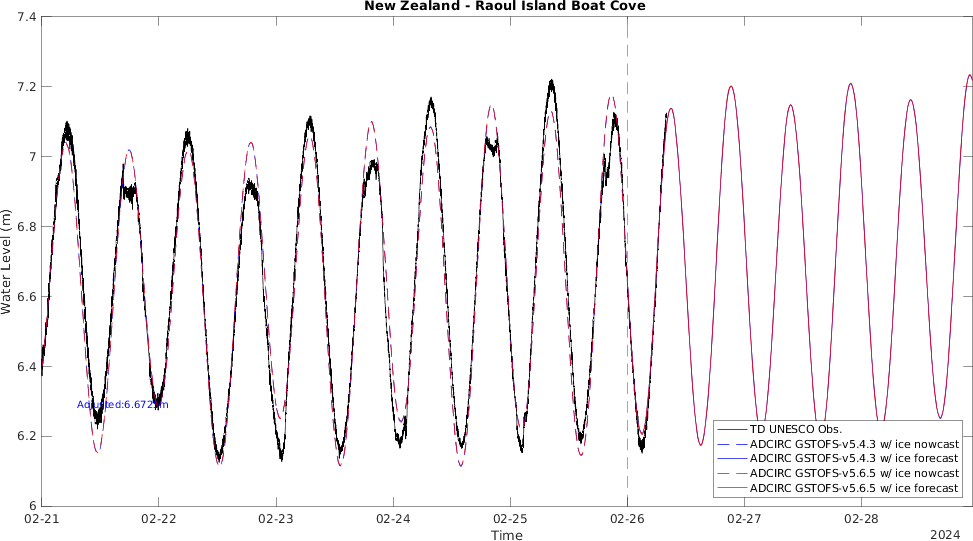 New Zealand - Raoul Island Boat Cove
Water Level (m)
7.4
7.2
7
6.8
6.6
6.4
6.2
6
TD UNESCO Obs.
ADCIRC GSTOFS-v5.4.3 w/ ice nowcast
ADCIRC GSTOFS-v5.4.3 w/ ice forecast
ADCIRC GSTOFS-v5.6.5 w/ ice nowcast
ADCIRC GSTOFS-v5.6.5 w/ ice forecast
02-21 02-22 02-23 02-24 02-25 02-26 02-27 02-28
Time
2024